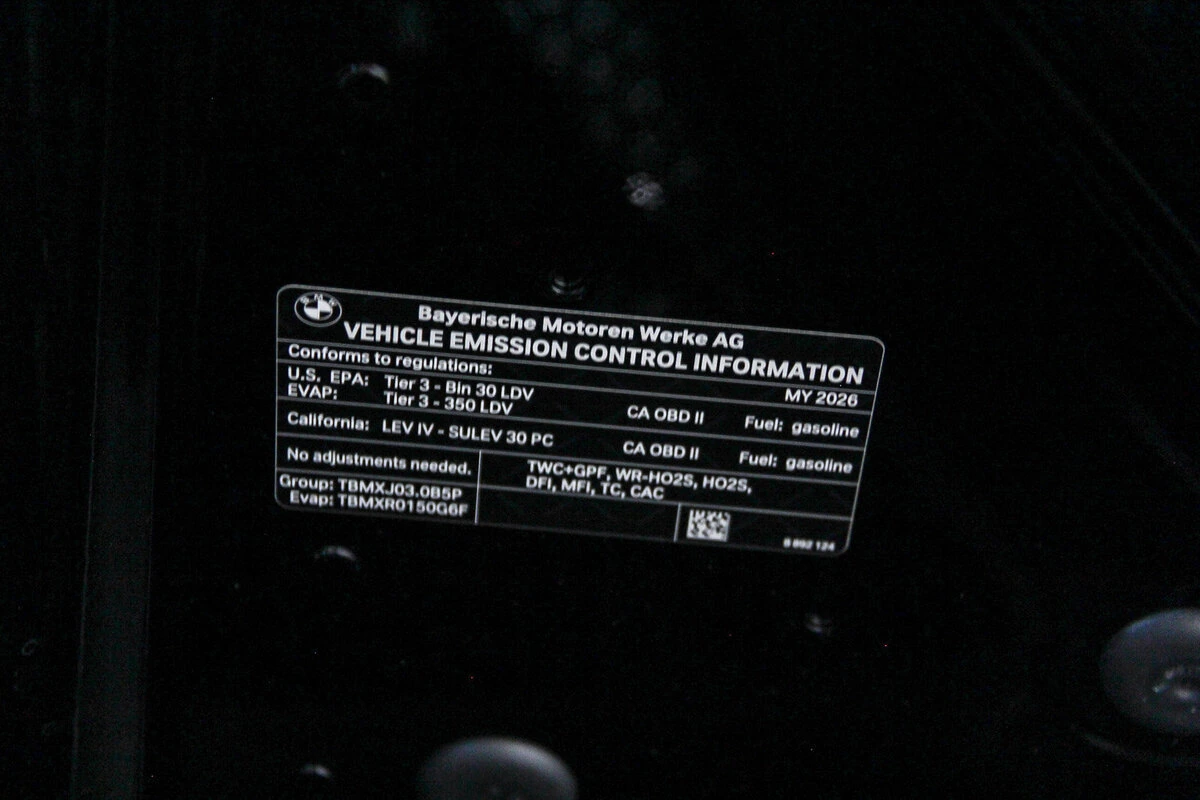 BMW
Bayerische Motoren Werke AG
VEHICLE EMISSION CONTROL INFORMATION
Conforms to regulations: MY 2026
U.S. EPA: Tier 3 - Bin 30 LDV CA OBD II Fuel: gasoline
EVAP: Tier 3 - 350 LDV
California: LEV IV - SULEV 30 PC CA OBD II Fuel: gasoline
No adjustments needed.
TWC+GPF, WR-HO2S, HO2S,
DFI, MFI, TC, CAC
Group: TBMXJ03.0B5P
Evap: TBMXR0150G6F